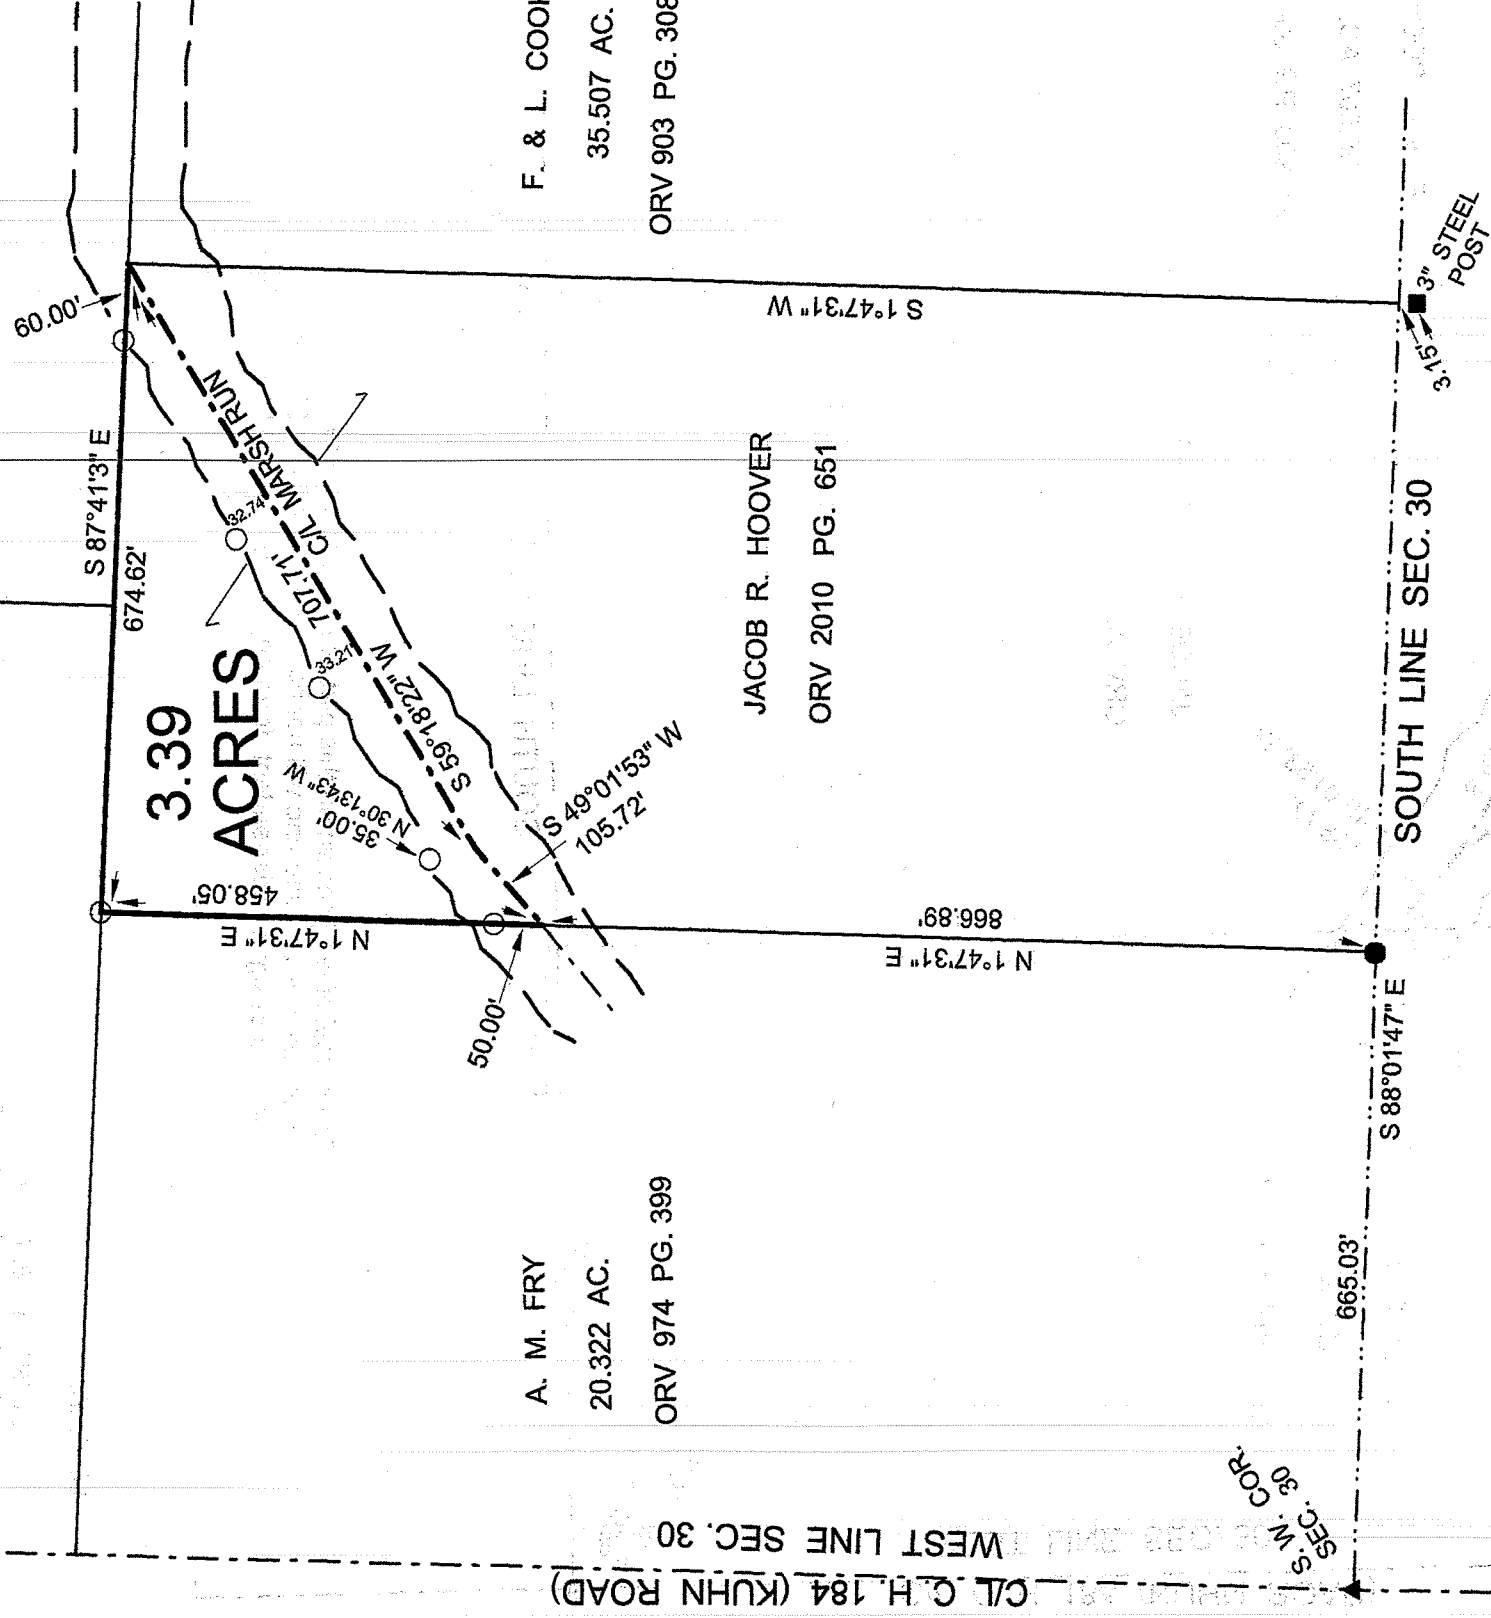 F. & L. COO
35.507 AC.
ORV 903 PG. 308
60.00'
S 87°41'3" E
674.62'
3.39
ACRES
C/L MARSH RUN
707.71'
32.74'
33.21'
S 59°18'22" W
N 30°13'43" W
35.00'
S 49°01'53" W
105.72'
458.05'
N 1°47'31" E
50.00'
S 1°47'31" W
JACOB R. HOOVER
ORV 2010 PG. 651
866.89'
N 1°47'31" E
3" STEEL
POST
3.15'
SOUTH LINE SEC. 30
S 88°01'47" E
665.03'
A. M. FRY
20.322 AC.
ORV 974 PG. 399
S. W. COR.
SEC. 30
WEST LINE SEC. 30
C/L C.H. 184 (KUHN ROAD)